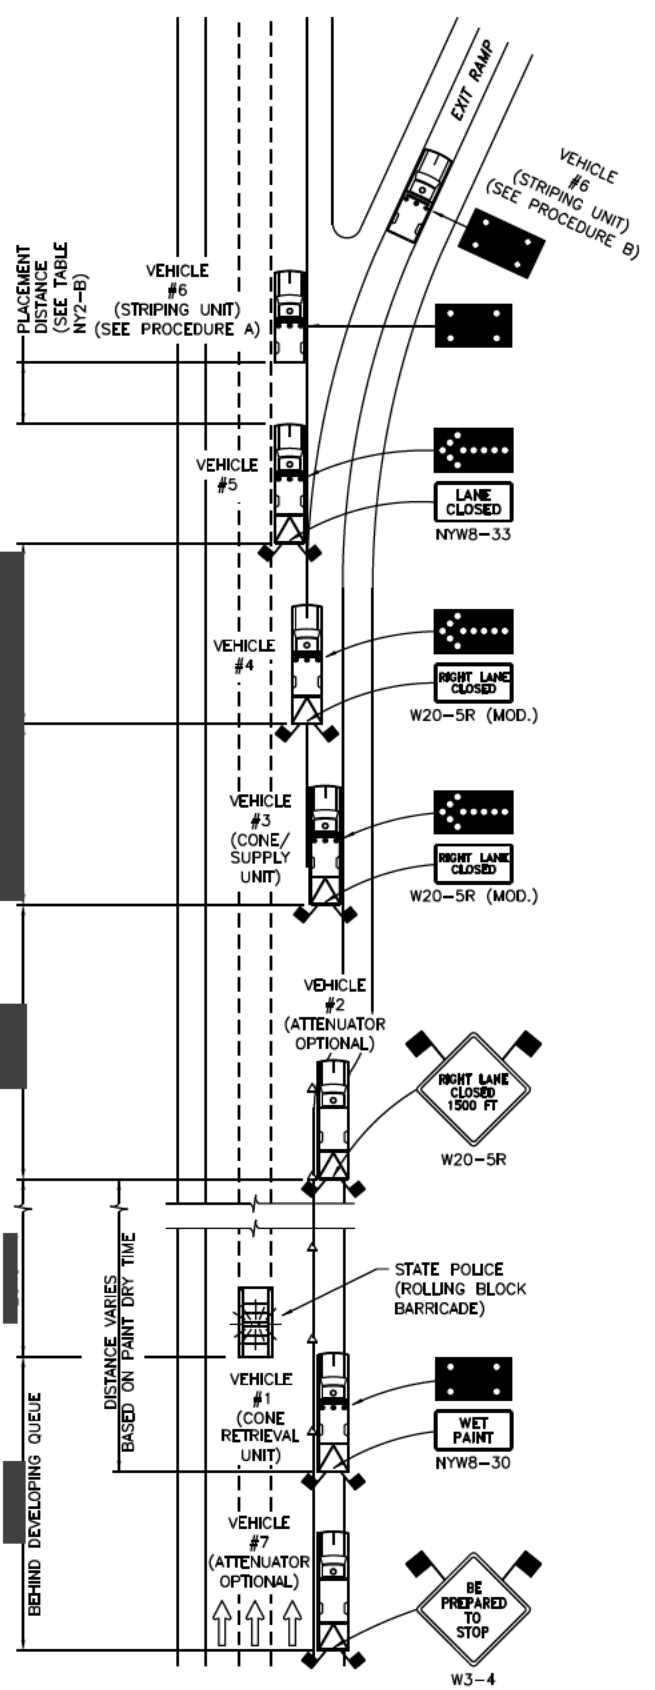 EXIT RAMP
VEHICLE
#6
(STRIPING UNIT)
(SEE PROCEDURE B)
PLACEMENT
DISTANCE
(SEE TABLE
NY2-B)
VEHICLE
#6
(STRIPING UNIT)
(SEE PROCEDURE A)
VEHICLE
#5
LANE
CLOSED
NYW8-33
VEHICLE
#4
RIGHT LANE
CLOSED
W20-5R (MOD.)
VEHICLE
#3
(CONE/
SUPPLY
UNIT)
RIGHT LANE
CLOSED
W20-5R (MOD.)
VEHICLE
#2
(ATTENUATOR
OPTIONAL)
RIGHT LANE
CLOSED
1500 FT
W20-5R
DISTANCE VARIES
BASED ON PAINT DRY TIME
STATE POLICE
(ROLLING BLOCK
BARRICADE)
VEHICLE
#1
(CONE
RETRIEVAL
UNIT)
WET
PAINT
NYW8-30
BEHIND DEVELOPING QUEUE
VEHICLE
#7
(ATTENUATOR
OPTIONAL)
BE
PREPARED
TO
STOP
W3-4